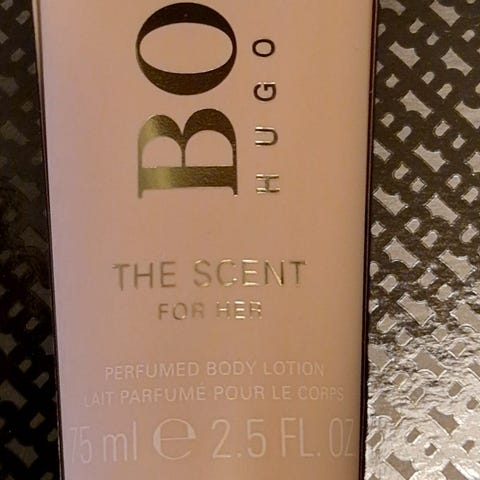 BO
HUGO
THE SCENT
FOR HER
PERFUMED BODY LOTION
LAIT PARFUMÉ POUR LE CORPS
75 ml e 2.5 FL. OZ.